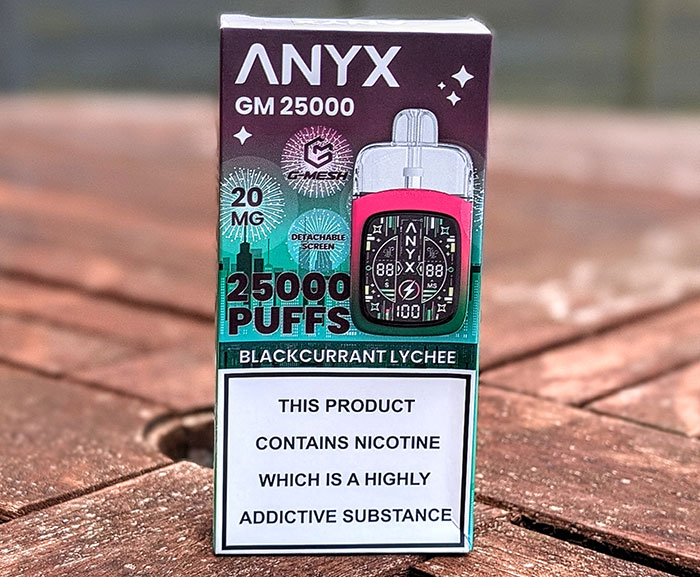 ANYX
GM 25000
G-MESH
20
MG
DETACHABLE
SCREEN
ANYX
88 88
S MS
100
25000
PUFFS
BLACKCURRANT LYCHEE
THIS PRODUCT
CONTAINS NICOTINE
WHICH IS A HIGHLY
ADDICTIVE SUBSTANCE